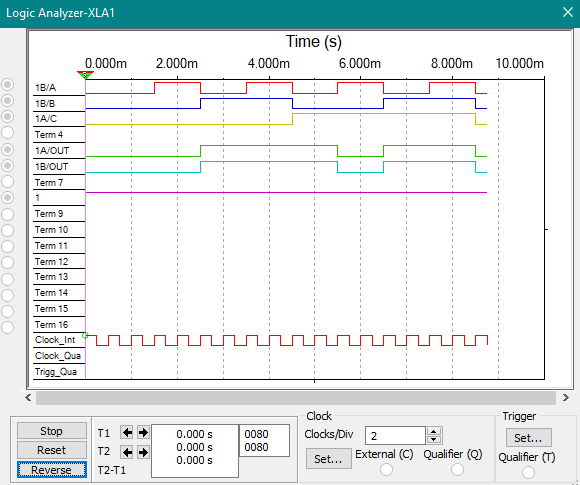 Logic Analyzer-XLA1
Time (s)
0.000m 2.000m 4.000m 6.000m 8.000m 10.000m
1B/A
1B/B
1A/C
Term 4
1A/OUT
1B/OUT
Term 7
1
Term 9
Term 10
Term 11
Term 12
Term 13
Term 14
Term 15
Term 16
Clock_Int
Clock_Qua
Trigg_Qua
Stop
Reset
Reverse
T1
T2
T2-T1
0.000 s 0080
0.000 s 0080
0.000 s
Clock
Clocks/Div 2
Set... External (C) Qualifier (Q)
Trigger
Set...
Qualifier (T)